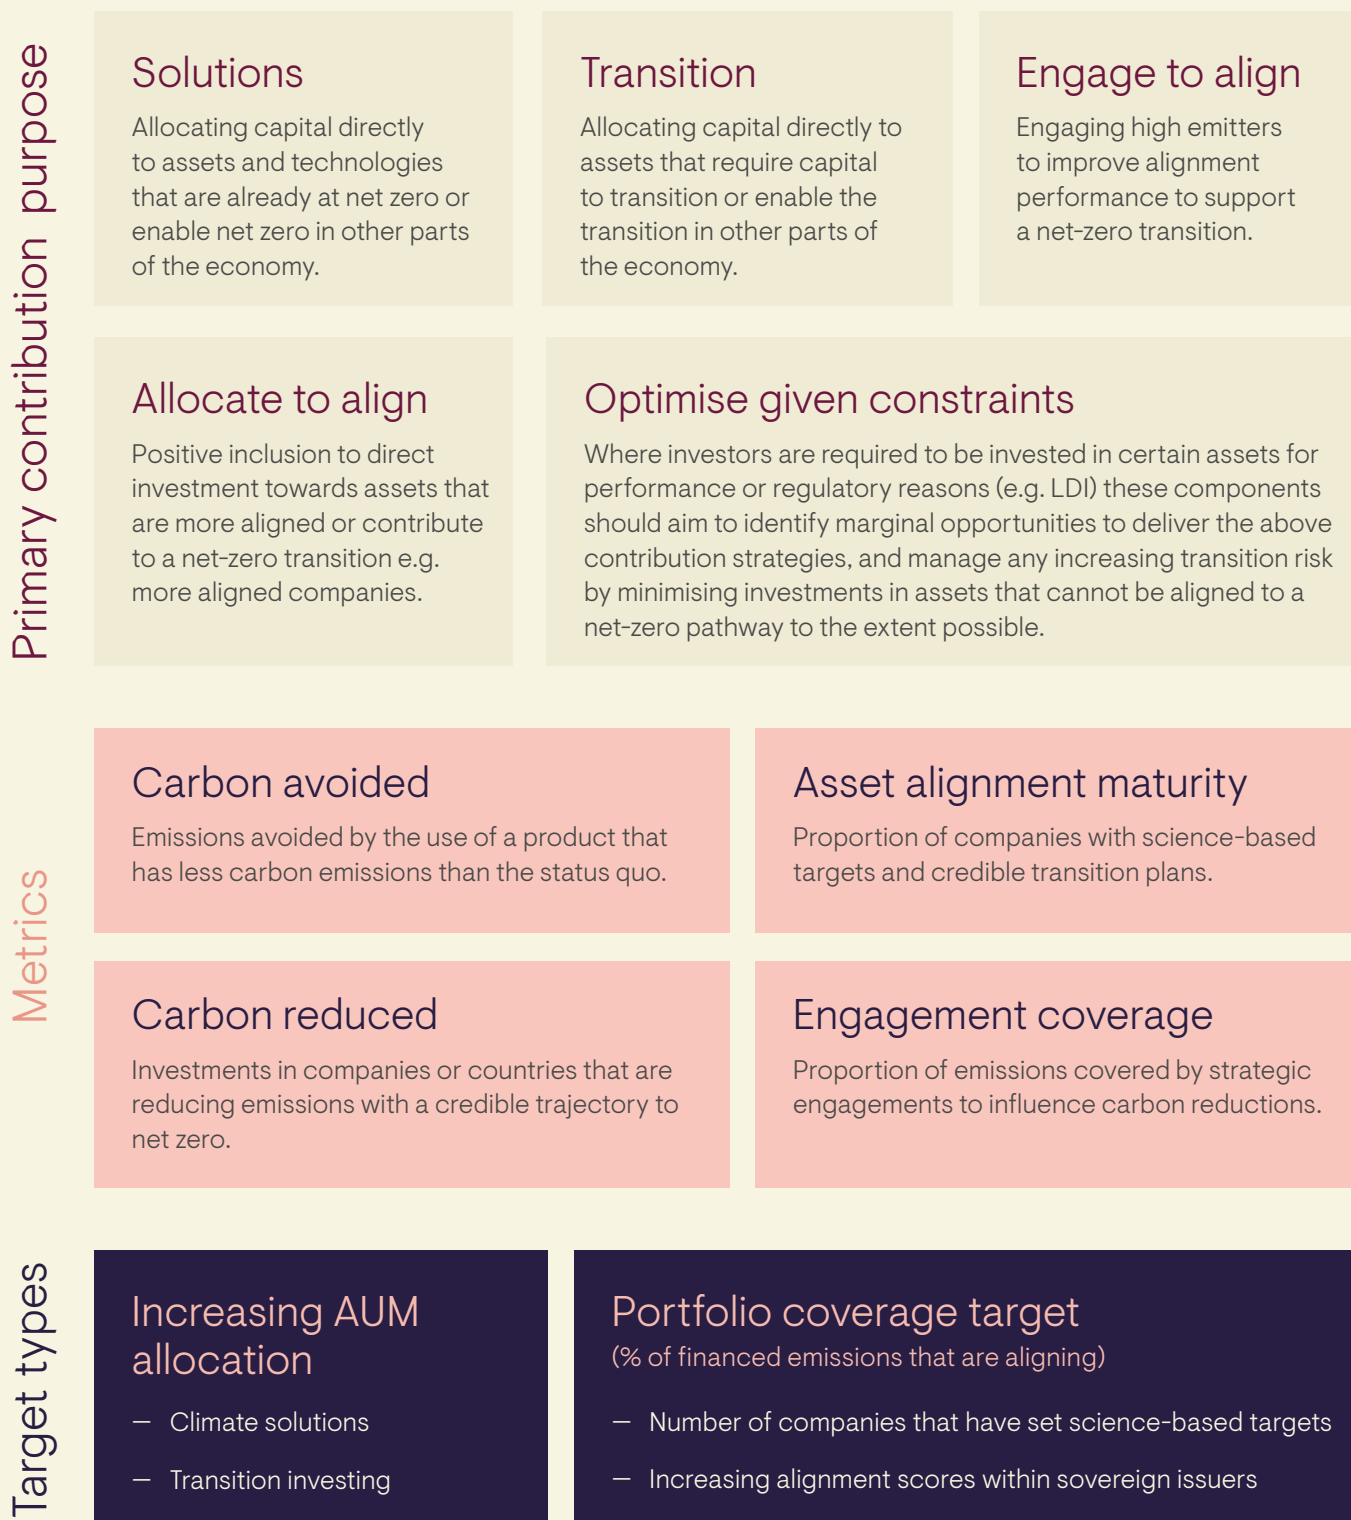 Primary contribution purpose
Solutions
Allocating capital directly
to assets and technologies
that are already at net zero or
enable net zero in other parts
of the economy.
Transition
Allocating capital directly to
assets that require capital
to transition or enable the
transition in other parts of
the economy.
Engage to align
Engaging high emitters
to improve alignment
performance to support
a net-zero transition.
Allocate to align
Positive inclusion to direct
investment towards assets that
are more aligned or contribute
to a net-zero transition e.g.
more aligned companies.
Optimise given constraints
Where investors are required to be invested in certain assets for
performance or regulatory reasons (e.g. LDI) these components
should aim to identify marginal opportunities to deliver the above
contribution strategies, and manage any increasing transition risk
by minimising investments in assets that cannot be aligned to a
net-zero pathway to the extent possible.
Metrics
Carbon avoided
Emissions avoided by the use of a product that
has less carbon emissions than the status quo.
Asset alignment maturity
Proportion of companies with science-based
targets and credible transition plans.
Carbon reduced
Investments in companies or countries that are
reducing emissions with a credible trajectory to
net zero.
Engagement coverage
Proportion of emissions covered by strategic
engagements to influence carbon reductions.
Target types
Increasing AUM
allocation
— Climate solutions
— Transition investing
Portfolio coverage target
(% of financed emissions that are aligning)
— Number of companies that have set science-based targets
— Increasing alignment scores within sovereign issuers